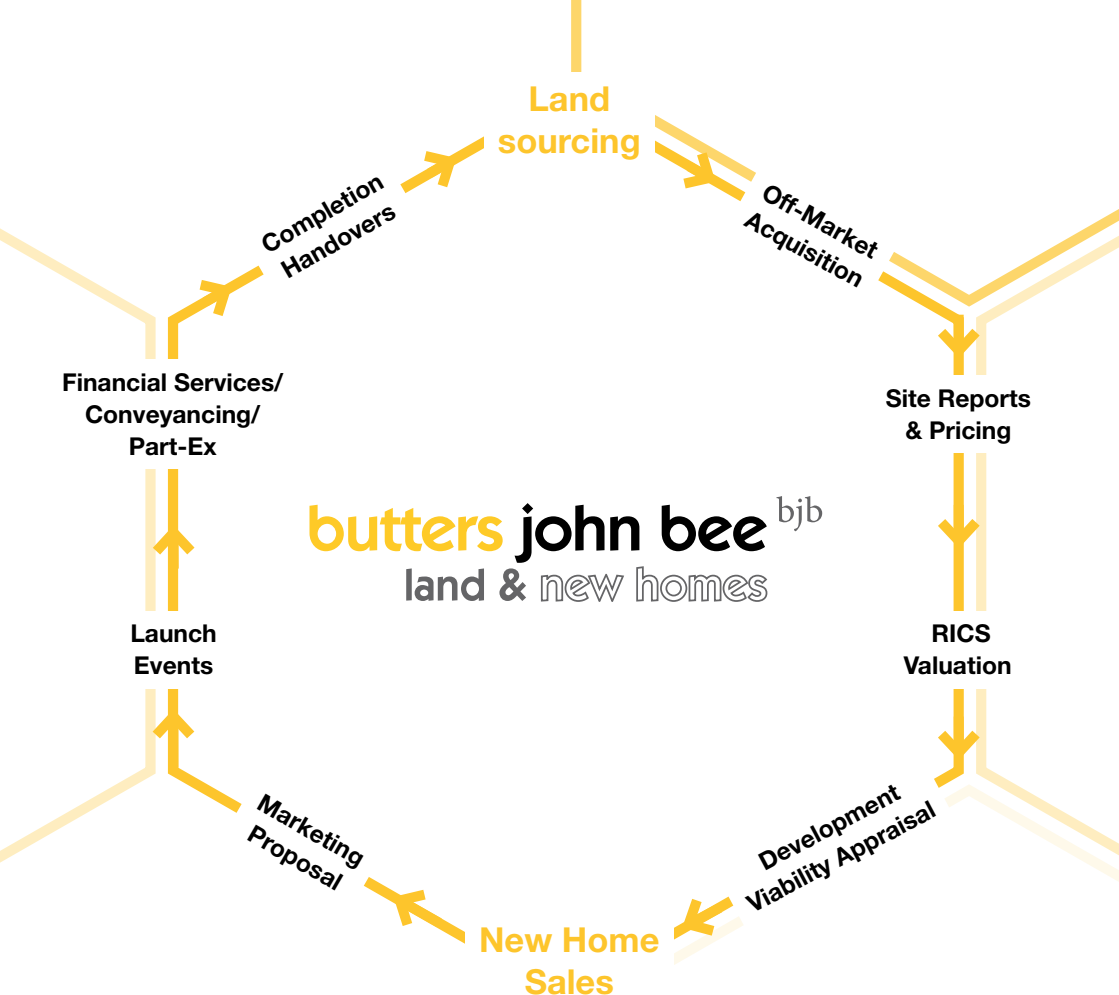 Land
sourcing
Off-Market
Acquisition
Site Reports
& Pricing
RICS
Valuation
Development
Viability Appraisal
New Home
Sales
Marketing
Proposal
Launch
Events
Financial Services/
Conveyancing/
Part-Ex
Completion
Handovers
butters john bee bjb
land & new homes